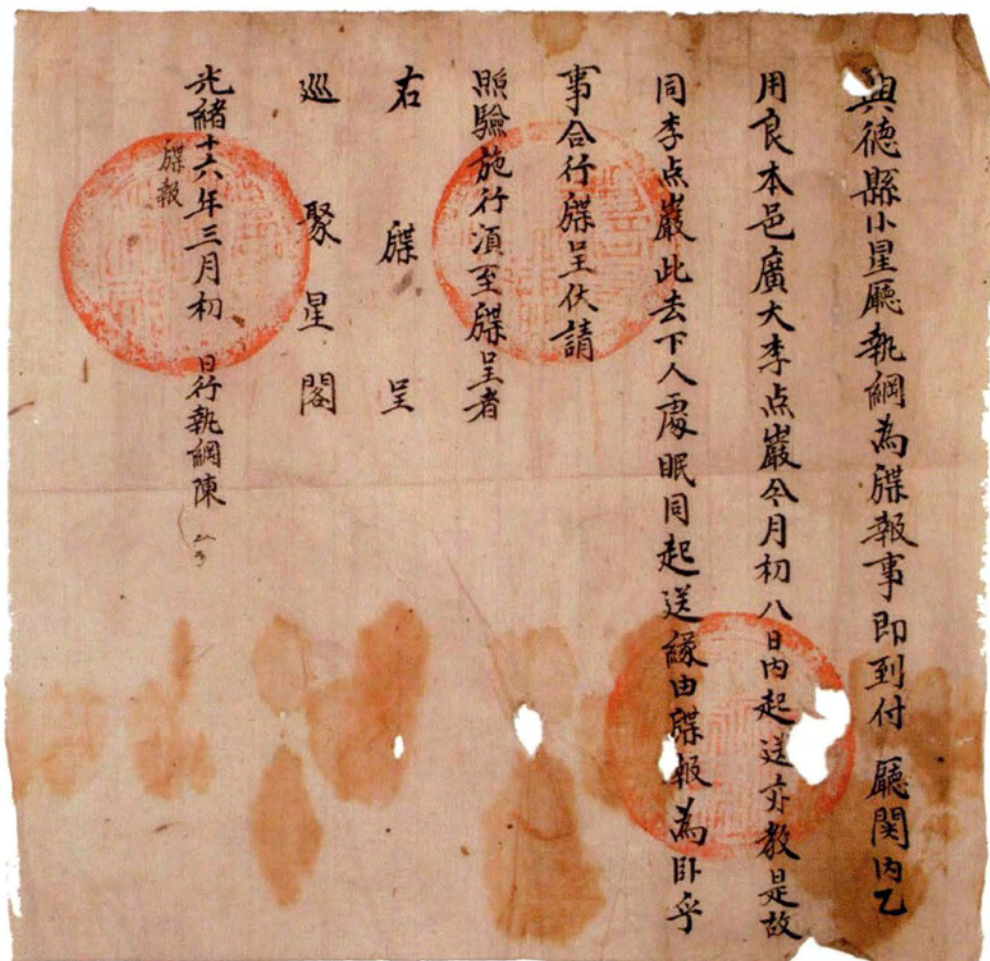 興德縣小星廳執綱為牒報事即到付 廳関內乙
用良本邑廣大李点巖今月初八日內起送亦教是故
同李点巖此去下人處眠同起送緣由牒報為臥乎
事合行牒呈伏請
照驗施行湏至牒呈者
右 牒 呈
巡 聚 星 閣
光緒十六年三月初 日行執綱陳
牒報